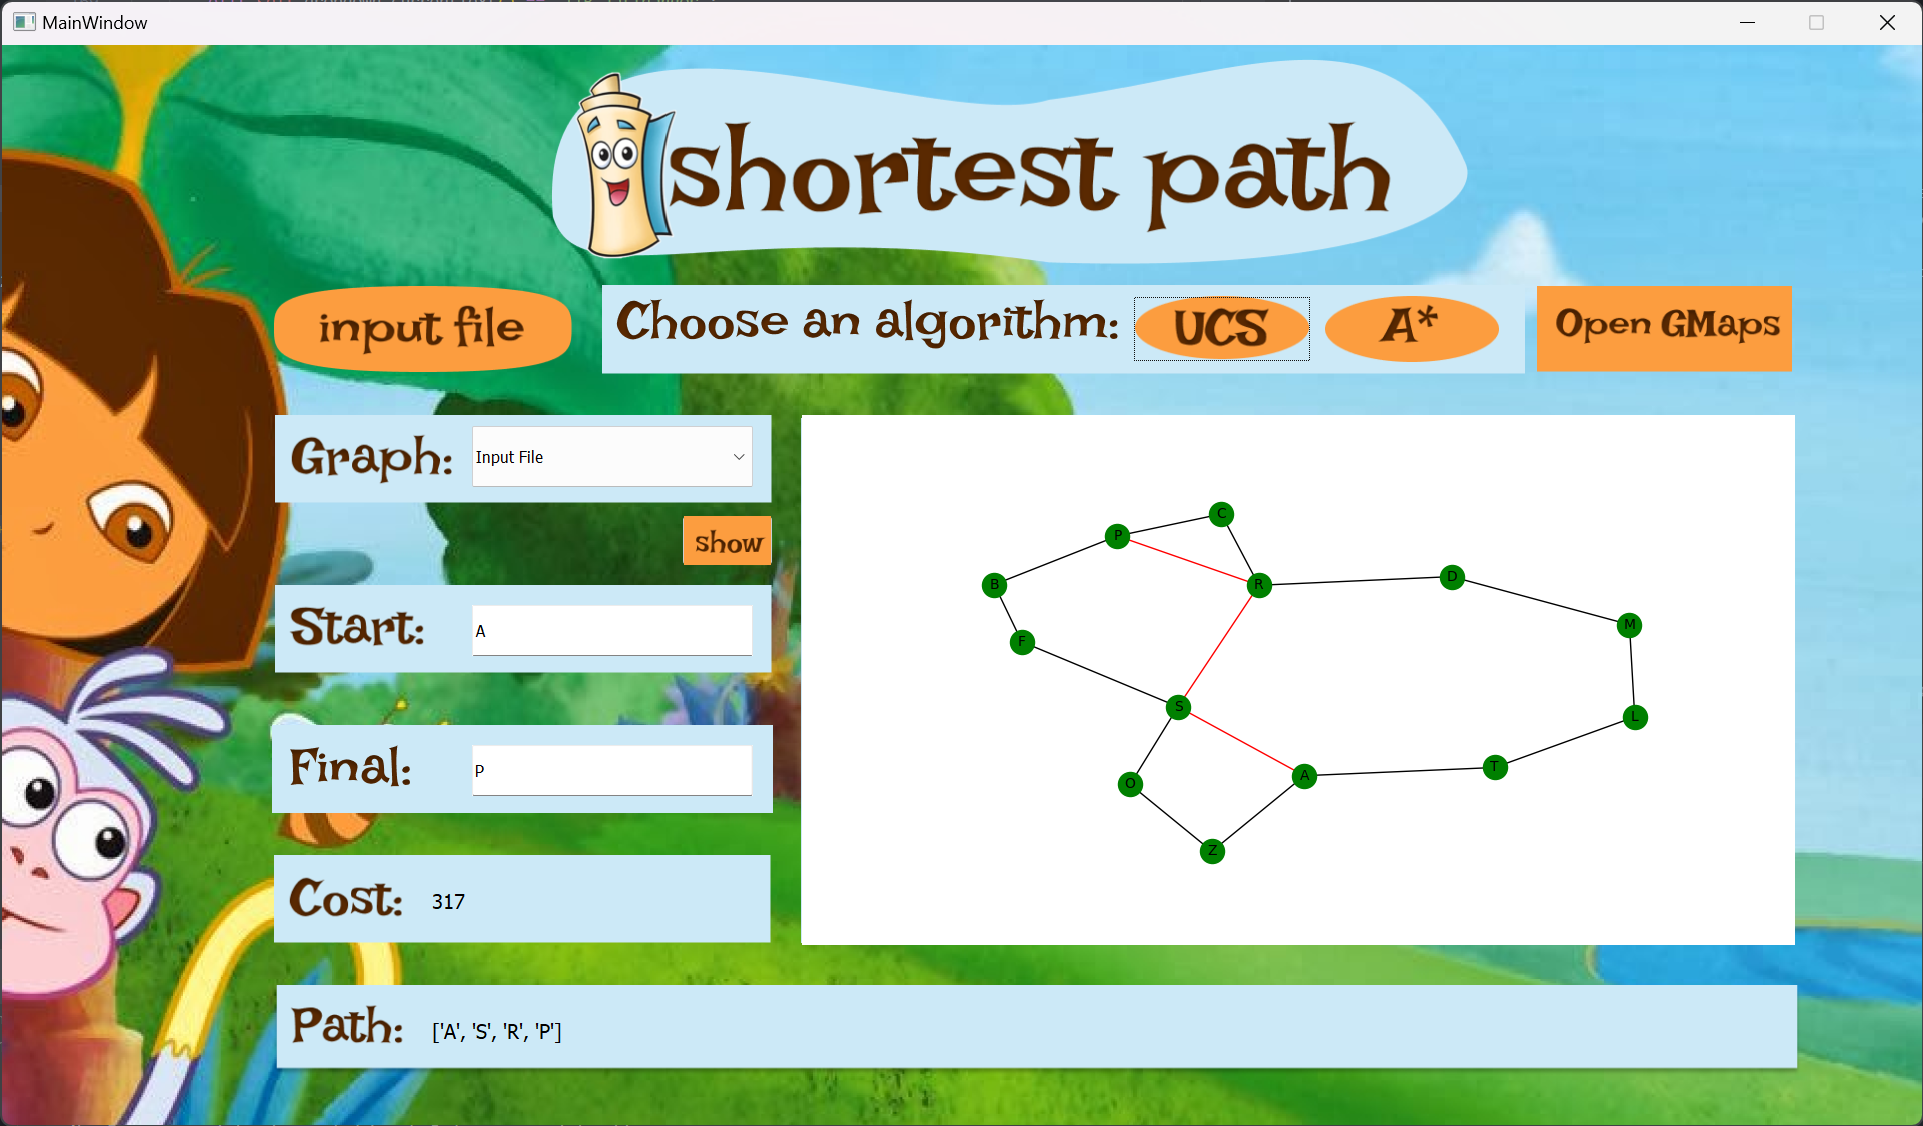 MainWindow
shortest path
input file
Choose an algorithm:
UCS
A*
Open GMaps
Graph:
Input File
show
Start:
A
Final:
P
Cost:
317
C
P
B
R
D
F
M
S
L
O
A
T
Z
Path:
['A', 'S', 'R', 'P']